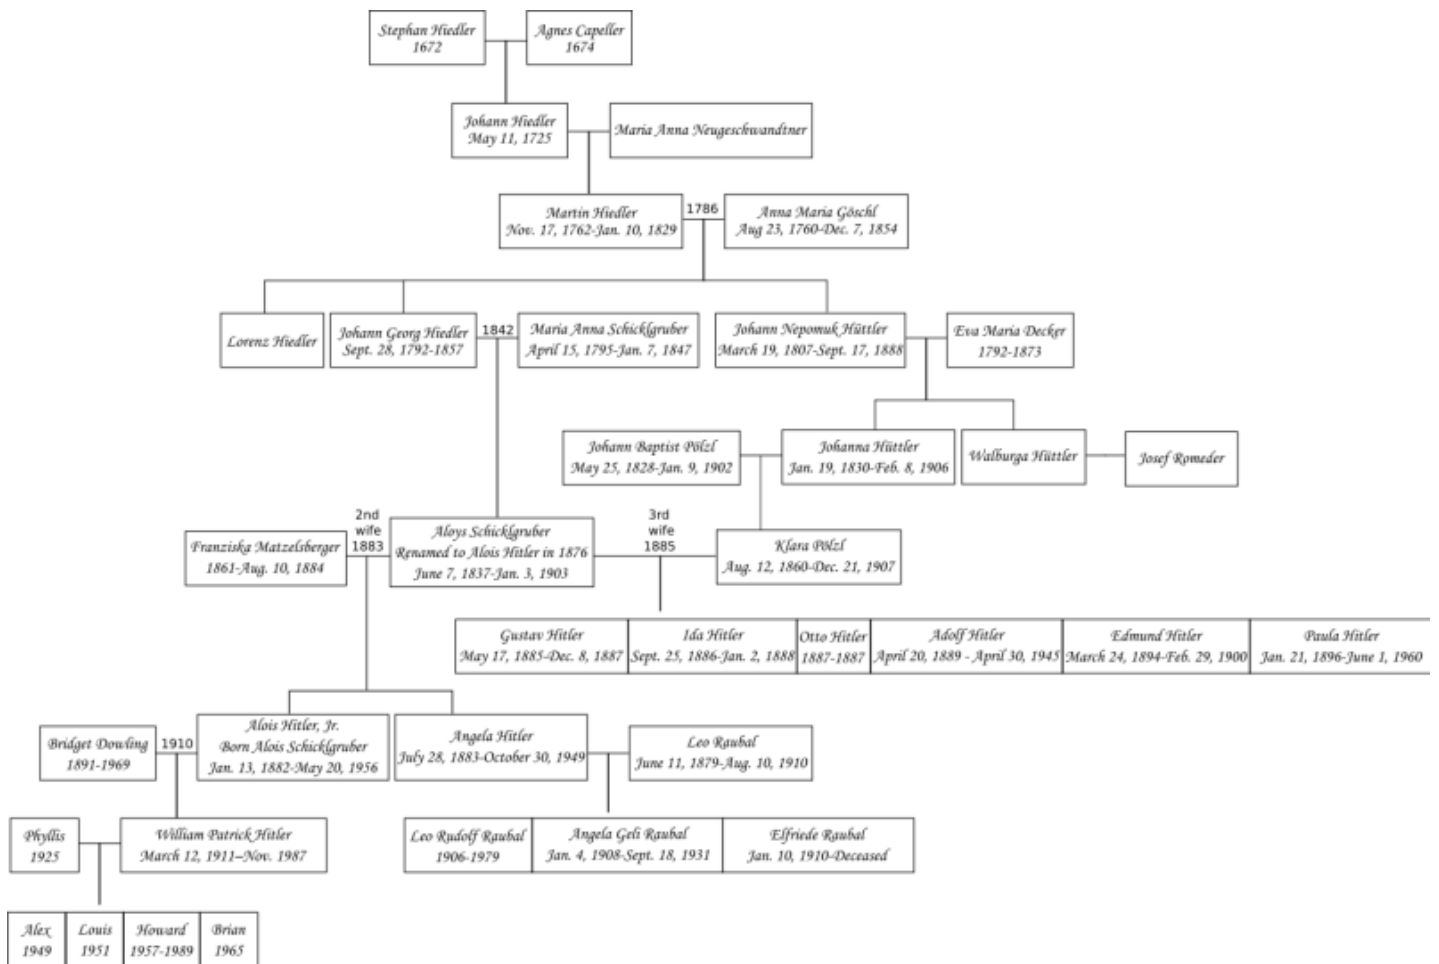 Stephan Hiedler
1672
Agnes Capeller
1674
Johann Hiedler
May 11, 1725
Maria Anna Neugeschwandtner
Martin Hiedler
Nov. 17, 1762-Jan. 10, 1829
1786
Anna Maria Göschl
Aug 23, 1760-Dec. 7, 1854
Lorenz Hiedler
Johann Georg Hiedler
Sept. 28, 1792-1857
1842
Maria Anna Schicklgruber
April 15, 1795-Jan. 7, 1847
Johann Nepomuk Hüttler
March 19, 1807-Sept. 17, 1888
Eva Maria Decker
1792-1873
Johann Baptist Pölzl
May 25, 1828-Jan. 9, 1902
Johanna Hüttler
Jan. 19, 1830-Feb. 8, 1906
Walburga Hüttler
Josef Romeder
Franziska Matzelsberger
1861-Aug. 10, 1884
2nd
wife
1883
Aloys Schicklgruber
Renamed to Alois Hitler in 1876
June 7, 1837-Jan. 3, 1903
3rd
wife
1885
Klara Pölzl
Aug. 12, 1860-Dec. 21, 1907
Gustav Hitler
May 17, 1885-Dec. 8, 1887
Ida Hitler
Sept. 25, 1886-Jan. 2, 1888
Otto Hitler
1887-1887
Adolf Hitler
April 20, 1889 - April 30, 1945
Edmund Hitler
March 24, 1894-Feb. 29, 1900
Paula Hitler
Jan. 21, 1896-June 1, 1960
Bridget Dowling
1891-1969
1910
Alois Hitler, Jr.
Born Alois Schicklgruber
Jan. 13, 1882-May 20, 1956
Angela Hitler
July 28, 1883-October 30, 1949
Leo Raubal
June 11, 1879-Aug. 10, 1910
Phyllis
1925
William Patrick Hitler
March 12, 1911–Nov. 1987
Leo Rudolf Raubal
1906-1979
Angela Geli Raubal
Jan. 4, 1908-Sept. 18, 1931
Elfriede Raubal
Jan. 10, 1910-Deceased
Alex
1949
Louis
1951
Howard
1957-1989
Brian
1965